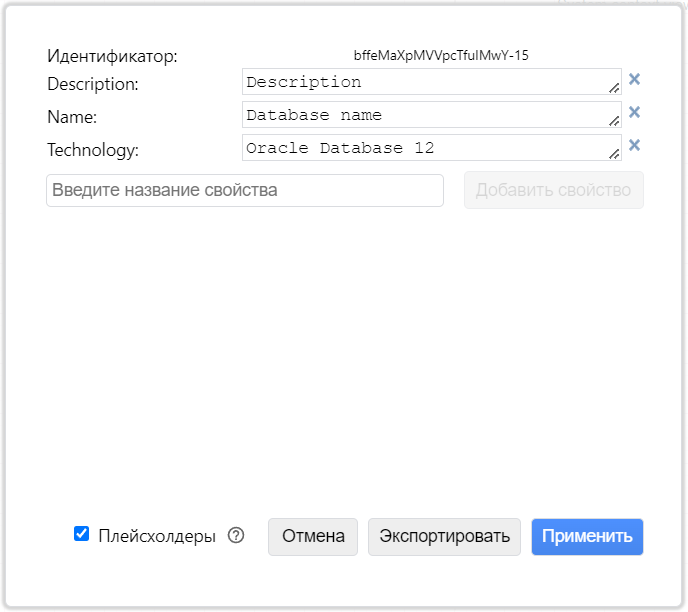 Идентификатор: bffeMaXpMVVpcTfuIMwY-15
Description: Description
Name: Database name
Technology: Oracle Database 12
Введите название свойства Добавить свойство
Плейсхолдеры ? Отмена Экспортировать Применить